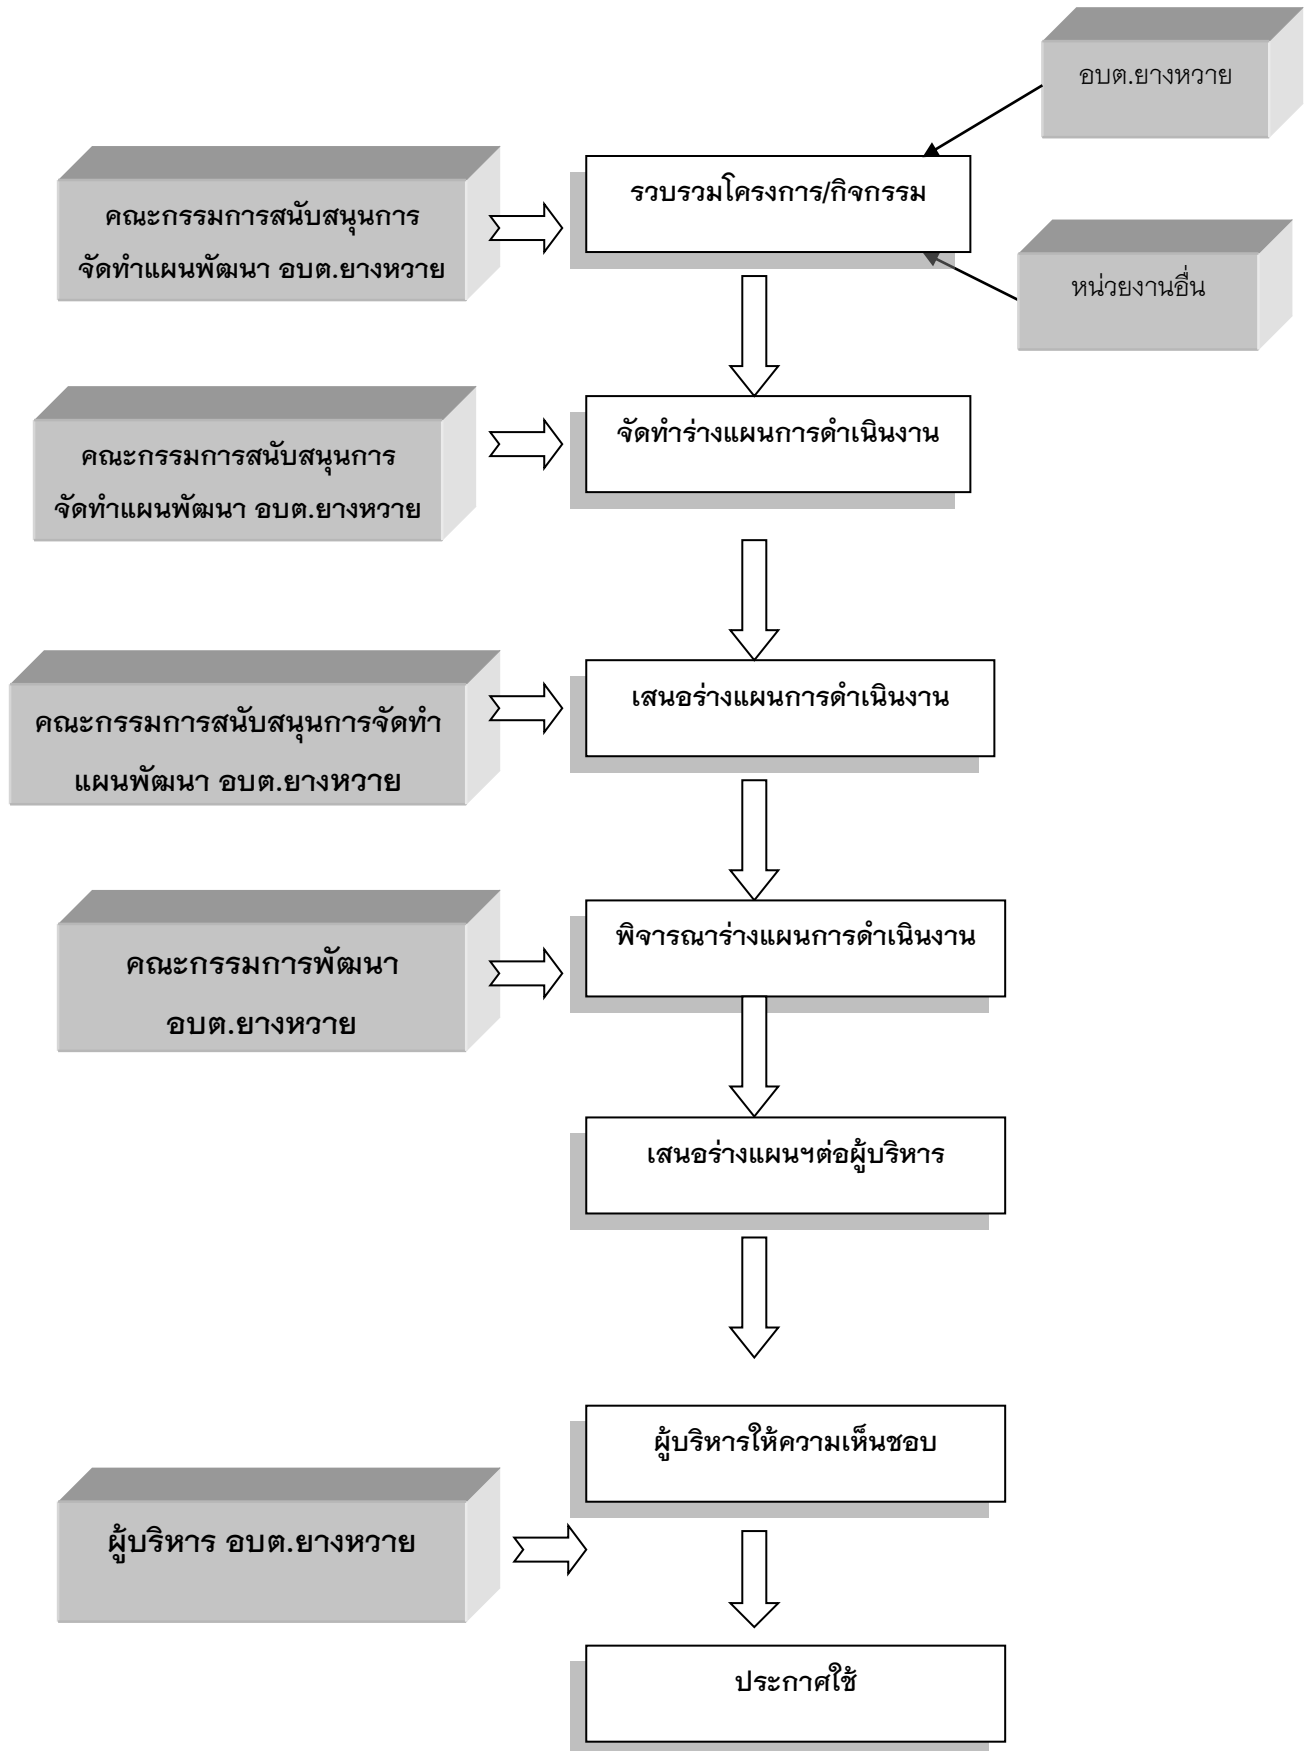 อบต.ยางหวาย
รวบรวมโครงการ/กิจกรรม
คณะกรรมการสนับสนุนการ
จัดทำแผนพัฒนา อบต.ยางหวาย
หน่วยงานอื่น
จัดทำร่างแผนการดำเนินงาน
คณะกรรมการสนับสนุนการ
จัดทำแผนพัฒนา อบต.ยางหวาย
เสนอร่างแผนการดำเนินงาน
คณะกรรมการสนับสนุนการจัดทำ
แผนพัฒนา อบต.ยางหวาย
พิจารณาร่างแผนการดำเนินงาน
คณะกรรมการพัฒนา
อบต.ยางหวาย
เสนอร่างแผนฯต่อผู้บริหาร
ผู้บริหารให้ความเห็นชอบ
ผู้บริหาร อบต.ยางหวาย
ประกาศใช้